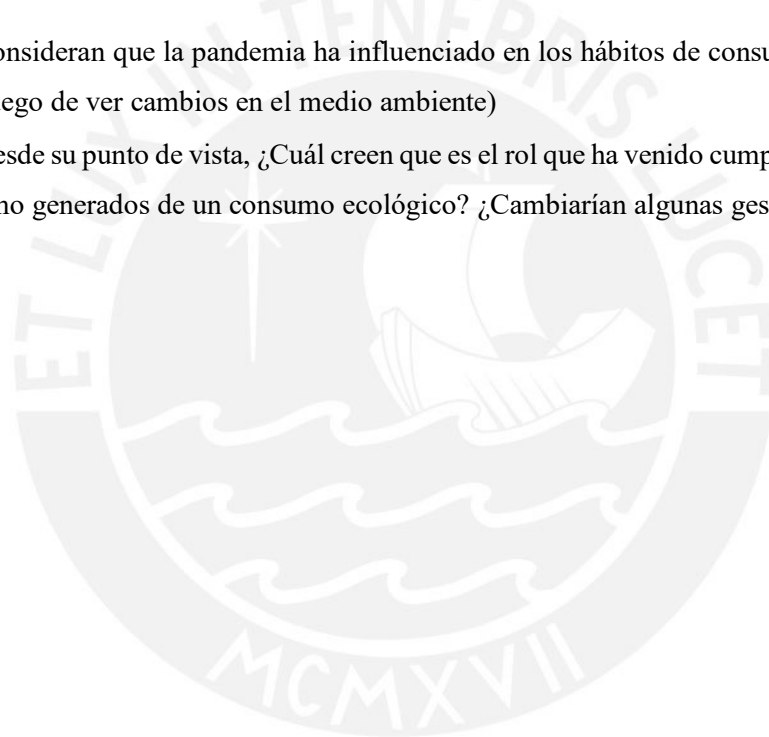 onsideran que la pandemia ha influenciado en los hábitos de consu
ego de ver cambios en el medio ambiente)
esde su punto de vista, ¿Cuál creen que es el rol que ha venido cump
no generados de un consumo ecológico? ¿Cambiarían algunas ges
ET LUX IN TENEBRIS LUCET
MCMXVII